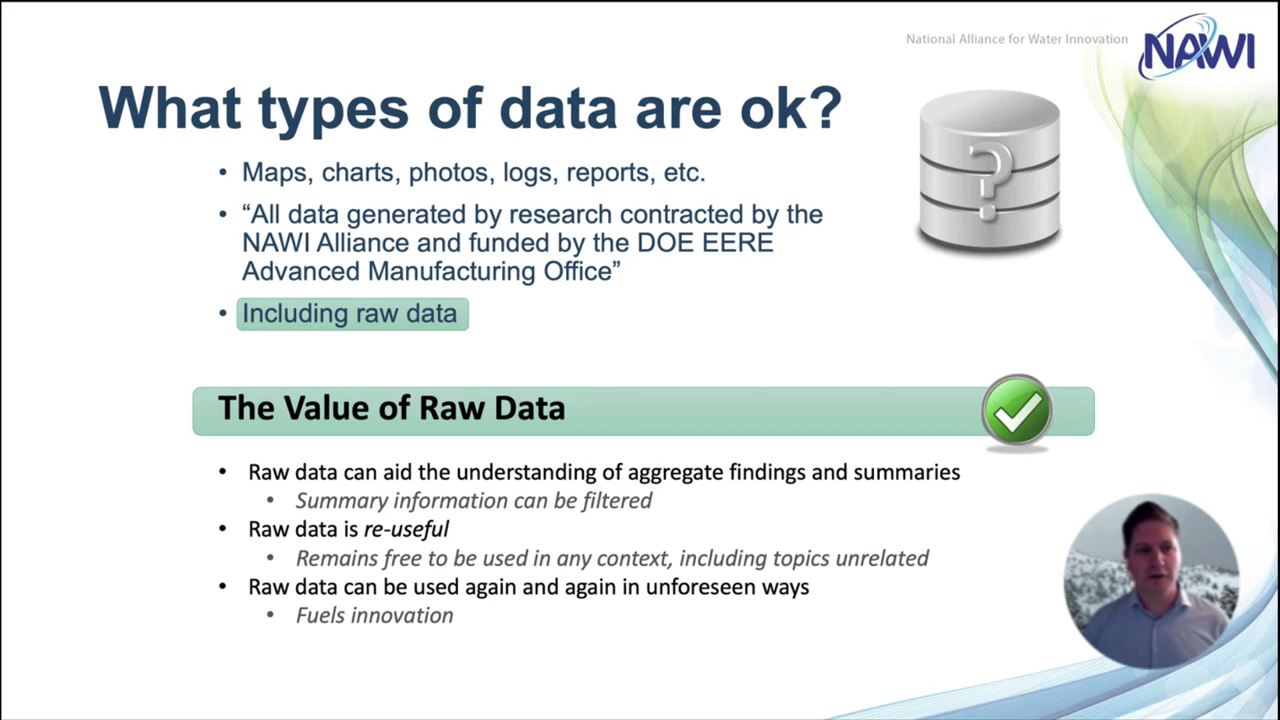 National Alliance for Water Innovation
NAWI
What types of data are ok?
• Maps, charts, photos, logs, reports, etc.
• “All data generated by research contracted by the
NAWI Alliance and funded by the DOE EERE
Advanced Manufacturing Office”
• Including raw data
?
The Value of Raw Data
• Raw data can aid the understanding of aggregate findings and summaries
• Summary information can be filtered
• Raw data is re-useful
• Remains free to be used in any context, including topics unrelated
• Raw data can be used again and again in unforeseen ways
• Fuels innovation